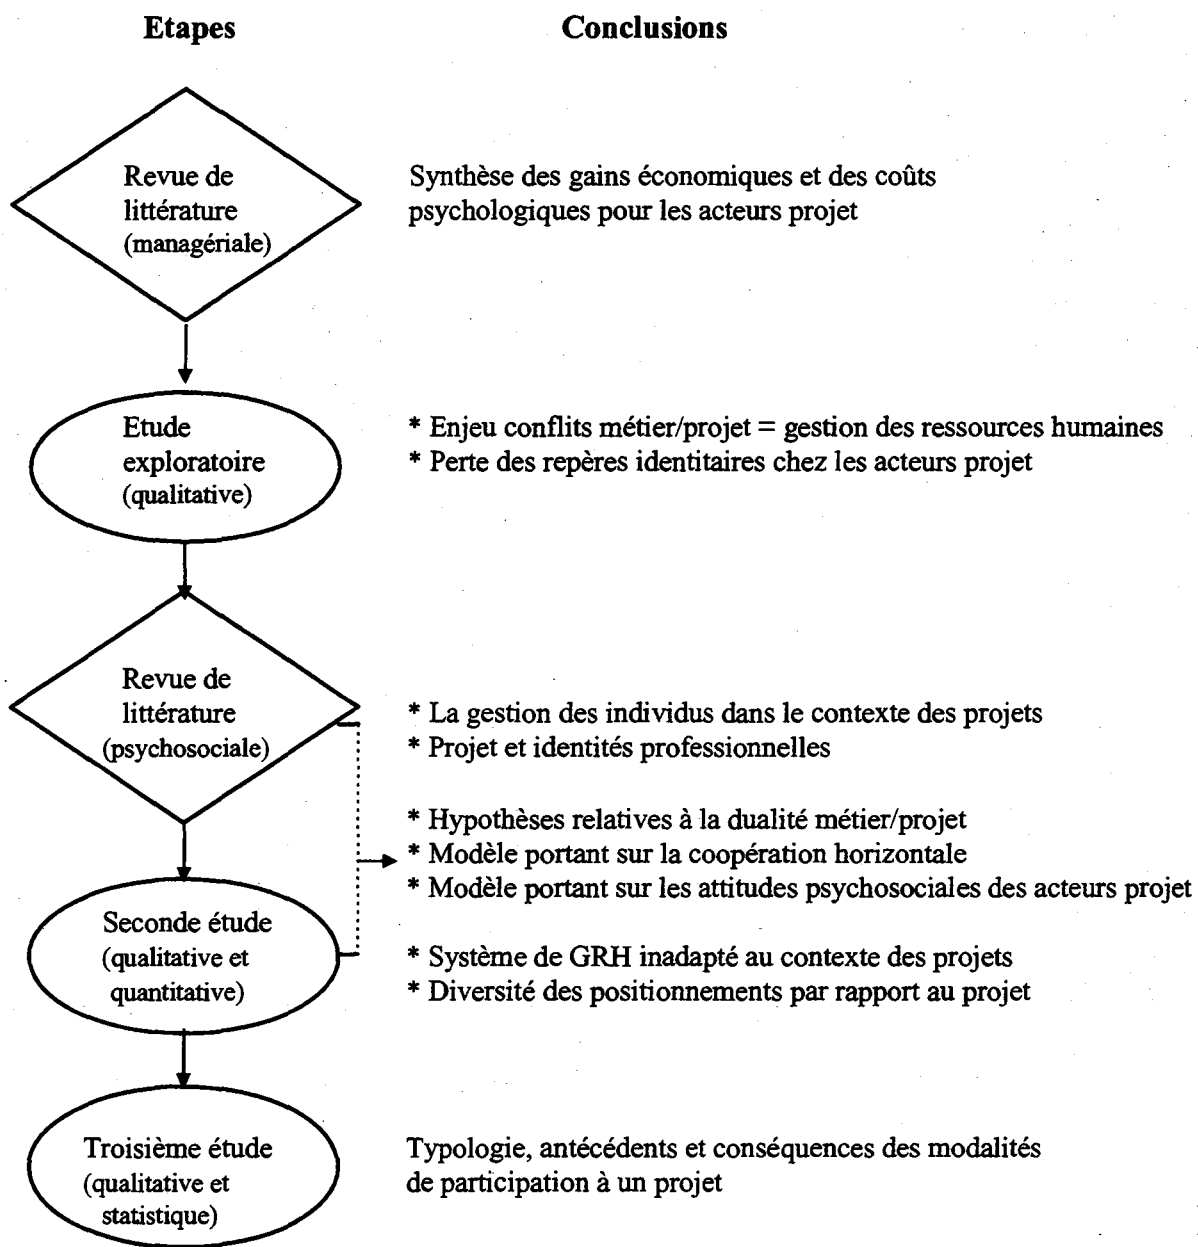 Etapes
Conclusions
Revue de
littérature
(managériale)
Synthèse des gains économiques et des coûts
psychologiques pour les acteurs projet
Etude
exploratoire
(qualitative)
* Enjeu conflits métier/projet = gestion des ressources humaines
* Perte des repères identitaires chez les acteurs projet
Revue de
littérature
(psychosociale)
* La gestion des individus dans le contexte des projets
* Projet et identités professionnelles
* Hypothèses relatives à la dualité métier/projet
* Modèle portant sur la coopération horizontale
* Modèle portant sur les attitudes psychosociales des acteurs projet
Seconde étude
(qualitative et
quantitative)
* Système de GRH inadapté au contexte des projets
* Diversité des positionnements par rapport au projet
Troisième étude
(qualitative et
statistique)
Typologie, antécédents et conséquences des modalités
de participation à un projet